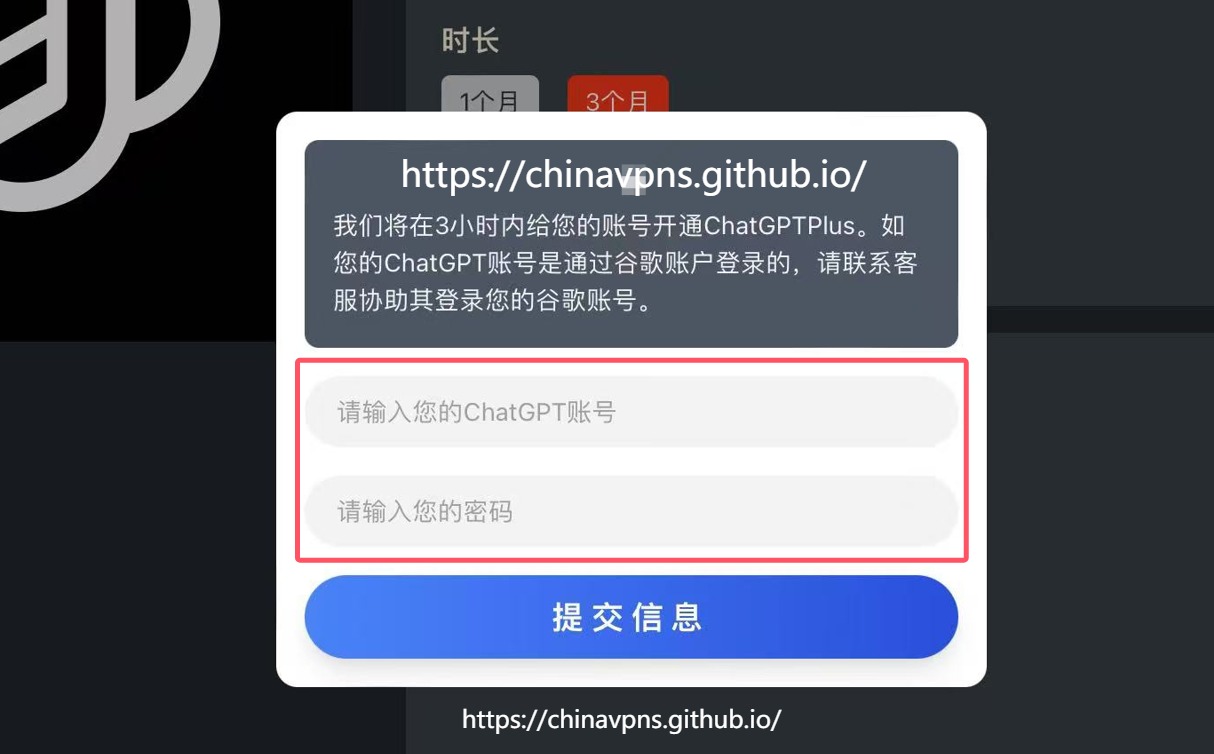 时长
1个月
3个月
https://chinavpns.github.io/
我们将在3小时内给您的账号开通ChatGPTPlus。如
您的ChatGPT账号是通过谷歌账户登录的，请联系客
服协助其登录您的谷歌账号。
请输入您的ChatGPT账号
请输入您的密码
提交信息
https://chinavpns.github.io/